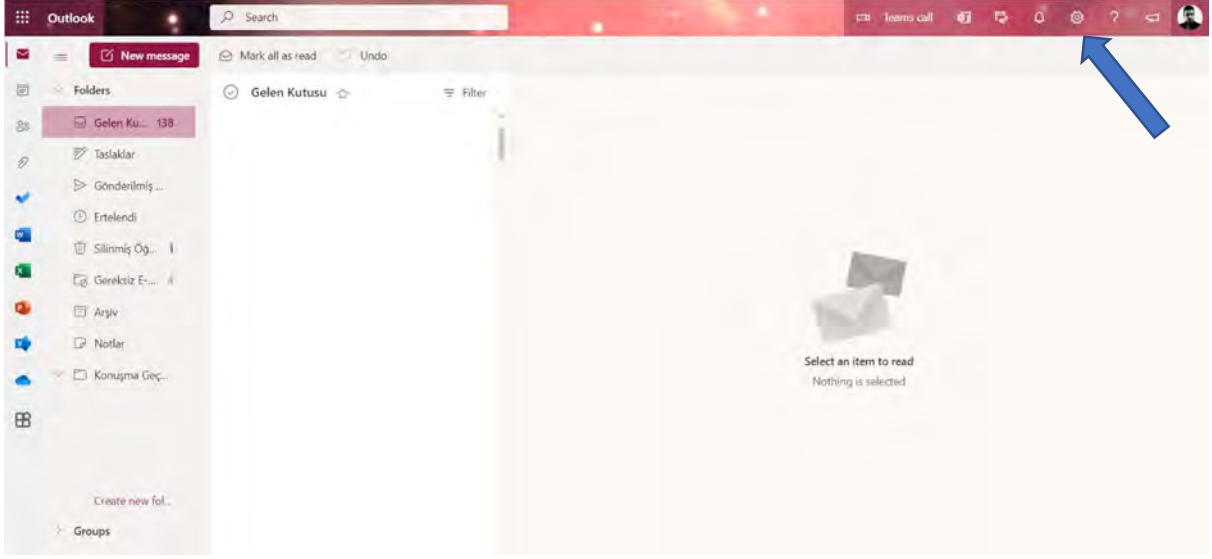 Outlook
Search
Teams call
New message
Mark all as read
Undo
Folders
Gelen Kutusu
Filter
Gelen Ku... 138
Taslaklar
Gönderilmiş ...
Ertelendi
Silinmiş Öğ... 1
Gereksiz E-...
Arşiv
Notlar
Konuşma Geç...
Select an item to read
Nothing is selected
Create new fol...
Groups